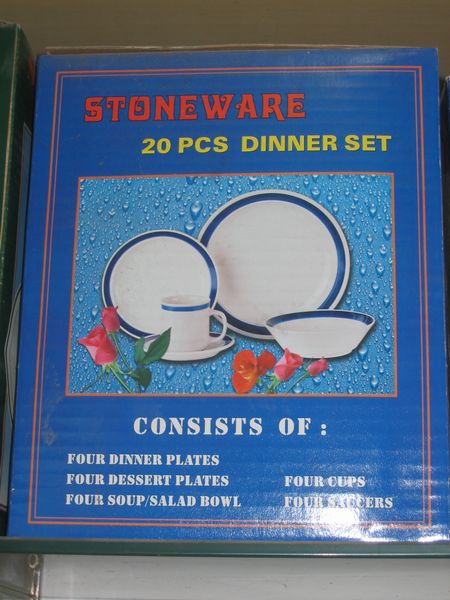 STONEWARE
20 PCS DINNER SET
CONSISTS OF :
FOUR DINNER PLATES
FOUR DESSERT PLATES
FOUR SOUP/SALAD BOWL
FOUR CUPS
FOUR SAUCERS